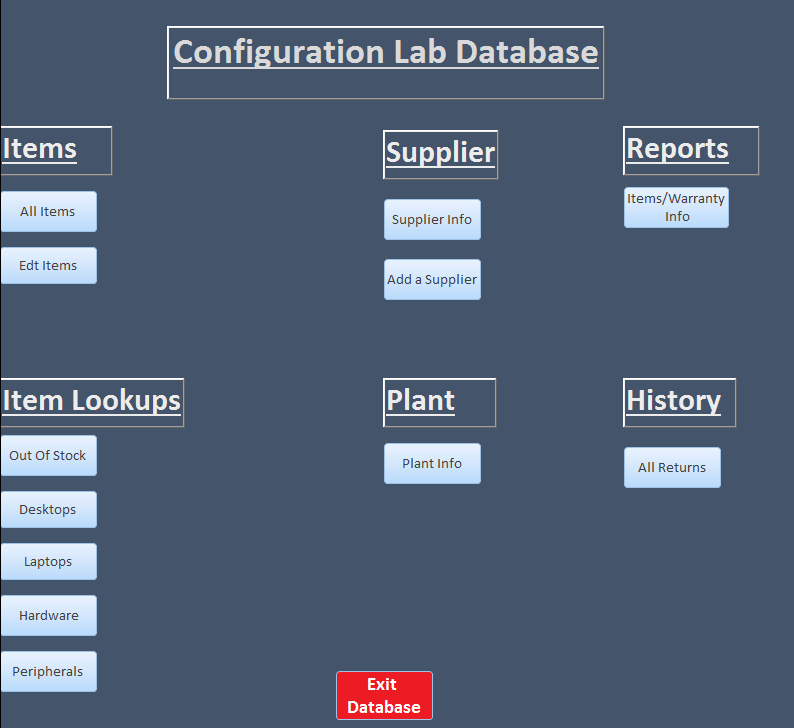 Configuration Lab Database
Items
All Items
Edt Items
Supplier
Supplier Info
Add a Supplier
Reports
Items/Warranty
Info
Item Lookups
Out Of Stock
Desktops
Laptops
Hardware
Peripherals
Plant
Plant Info
History
All Returns
Exit
Database